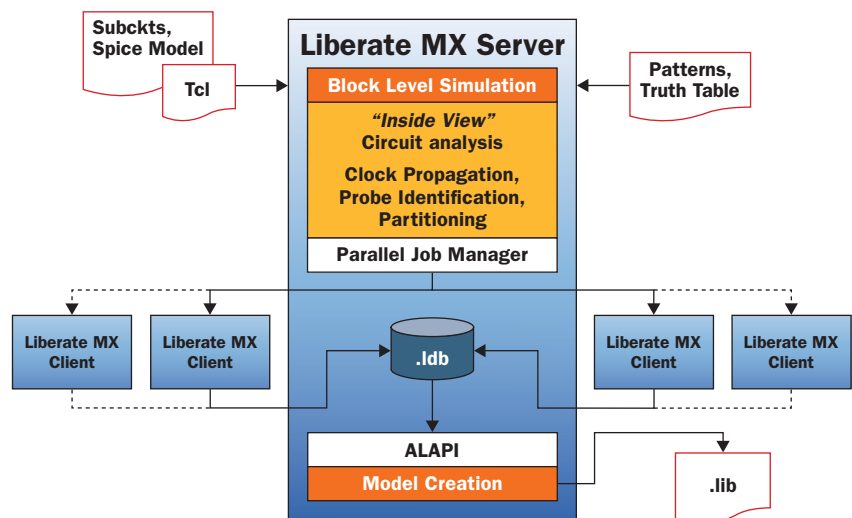 Subckts,
Spice Model
Tcl
Liberate MX Server
Patterns,
Truth Table
Block Level Simulation
"Inside View"
Circuit analysis
Clock Propagation,
Probe Identification,
Partitioning
Parallel Job Manager
Liberate MX
Client
Liberate MX
Client
.ldb
Liberate MX
Client
Liberate MX
Client
ALAPI
Model Creation
.lib